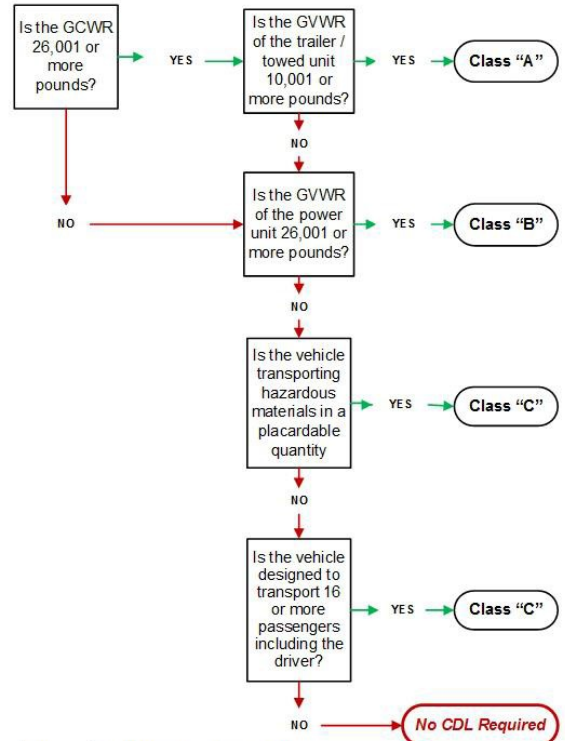 Is the GCWR
26,001 or
more
pounds?
YES
Is the GVWR
of the trailer /
towed unit
10,001 or
more pounds?
YES
Class “A”
NO
NO
Is the GVWR
of the power
unit 26,001 or
more pounds?
YES
Class “B”
NO
Is the vehicle
transporting
hazardous
materials in a
placardable
quantity
YES
Class “C”
NO
Is the vehicle
designed to
transport 16
or more
passengers
including the
driver?
YES
Class “C”
NO
No CDL Required